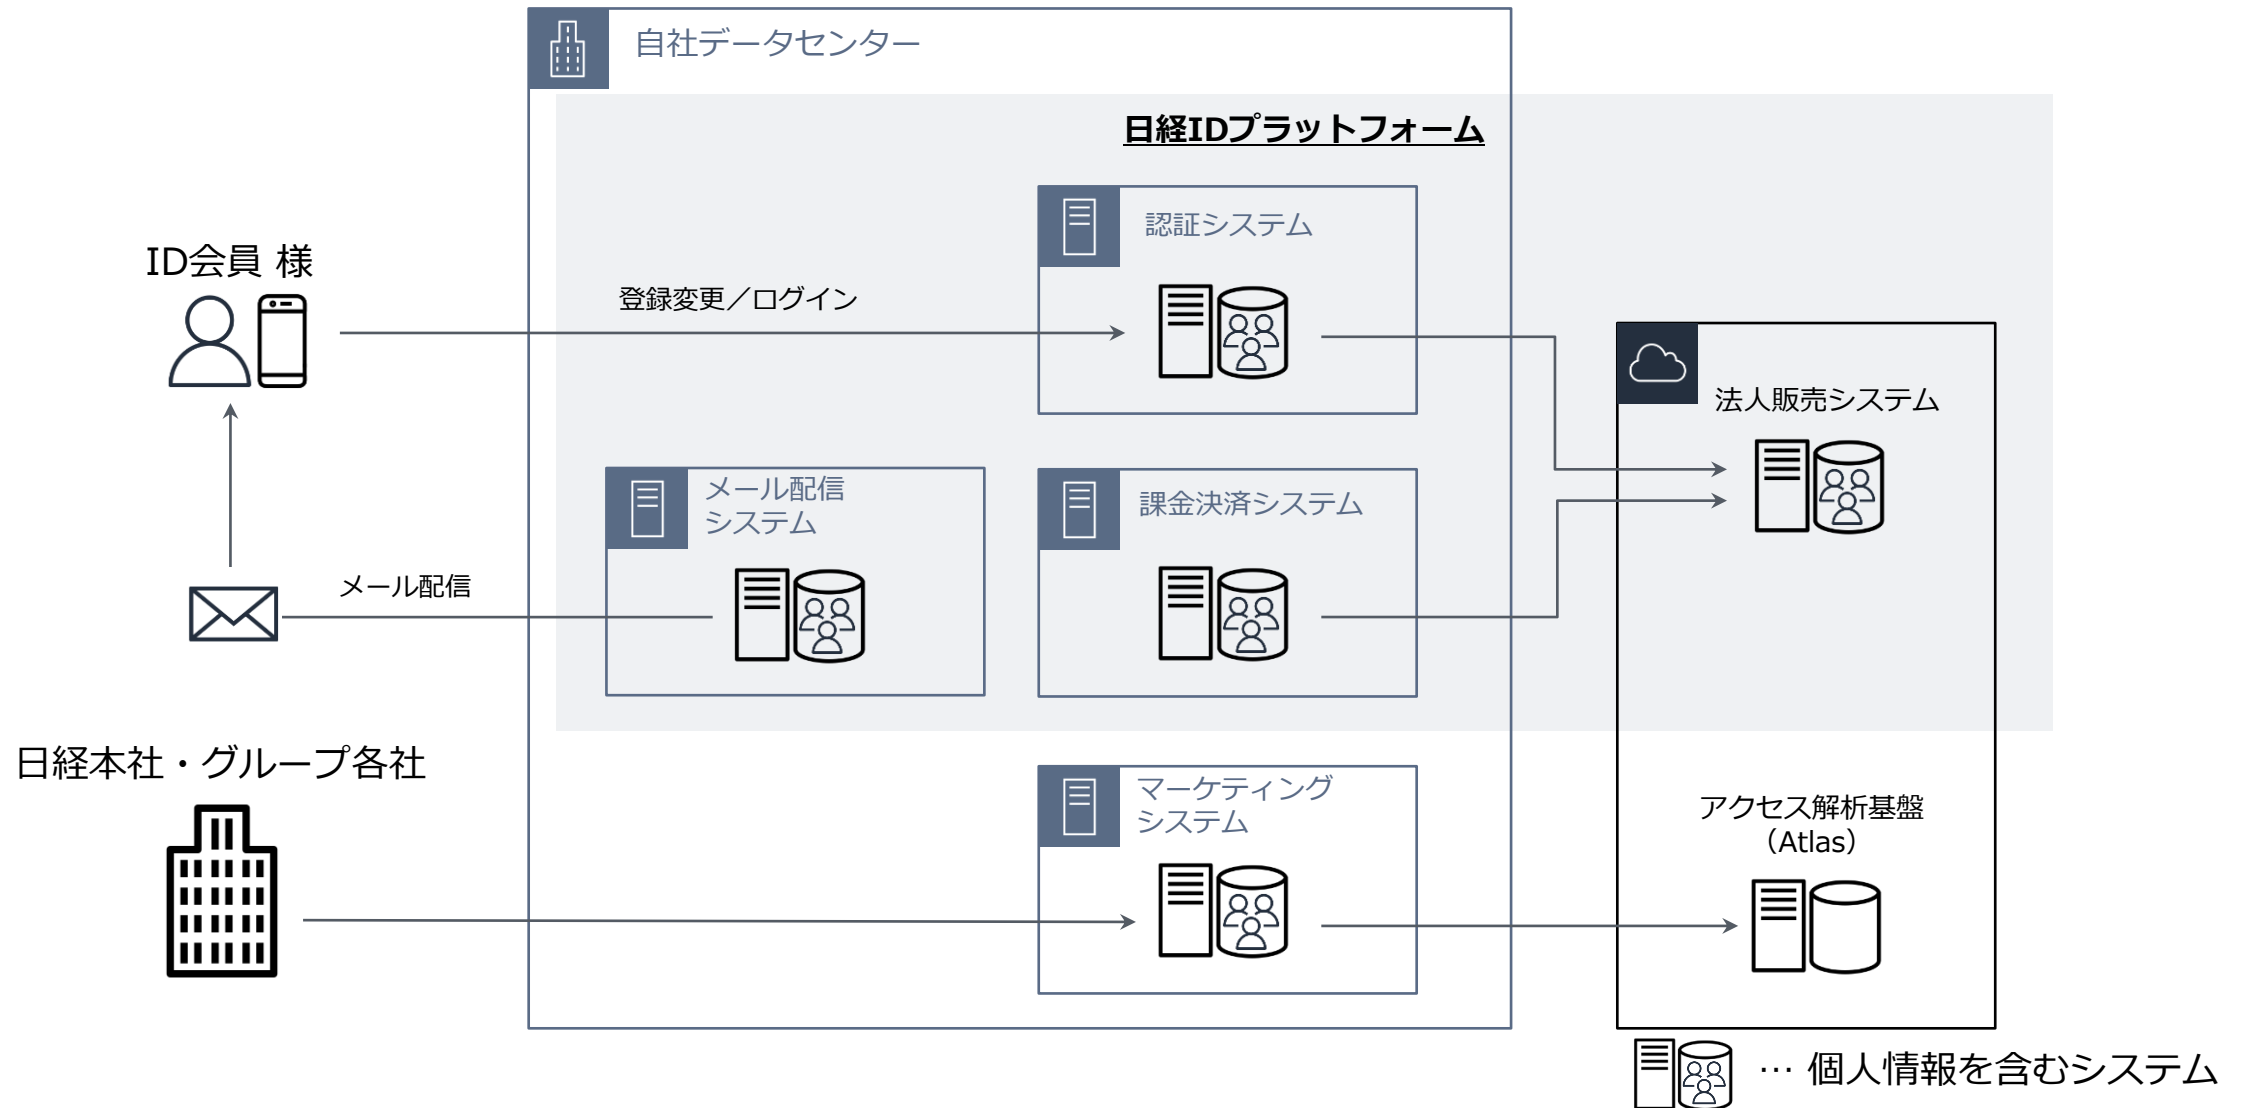 自社データセンター
日経IDプラットフォーム
認証システム
ID会員 様
登録変更／ログイン
法人販売システム
メール配信
システム
課金決済システム
メール配信
日経本社・グループ各社
マーケティング
システム
アクセス解析基盤
（Atlas）
… 個人情報を含むシステム